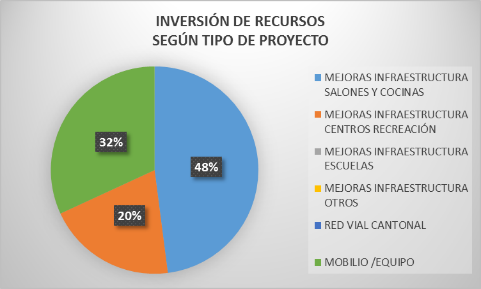 INVERSIÓN DE RECURSOS
SEGÚN TIPO DE PROYECTO
48%
20%
32%
MEJORAS INFRAESTRUCTURA
SALONES Y COCINAS
MEJORAS INFRAESTRUCTURA
CENTROS RECREACIÓN
MEJORAS INFRAESTRUCTURA
ESCUELAS
MEJORAS INFRAESTRUCTURA
OTROS
RED VIAL CANTONAL
MOBILIO /EQUIPO